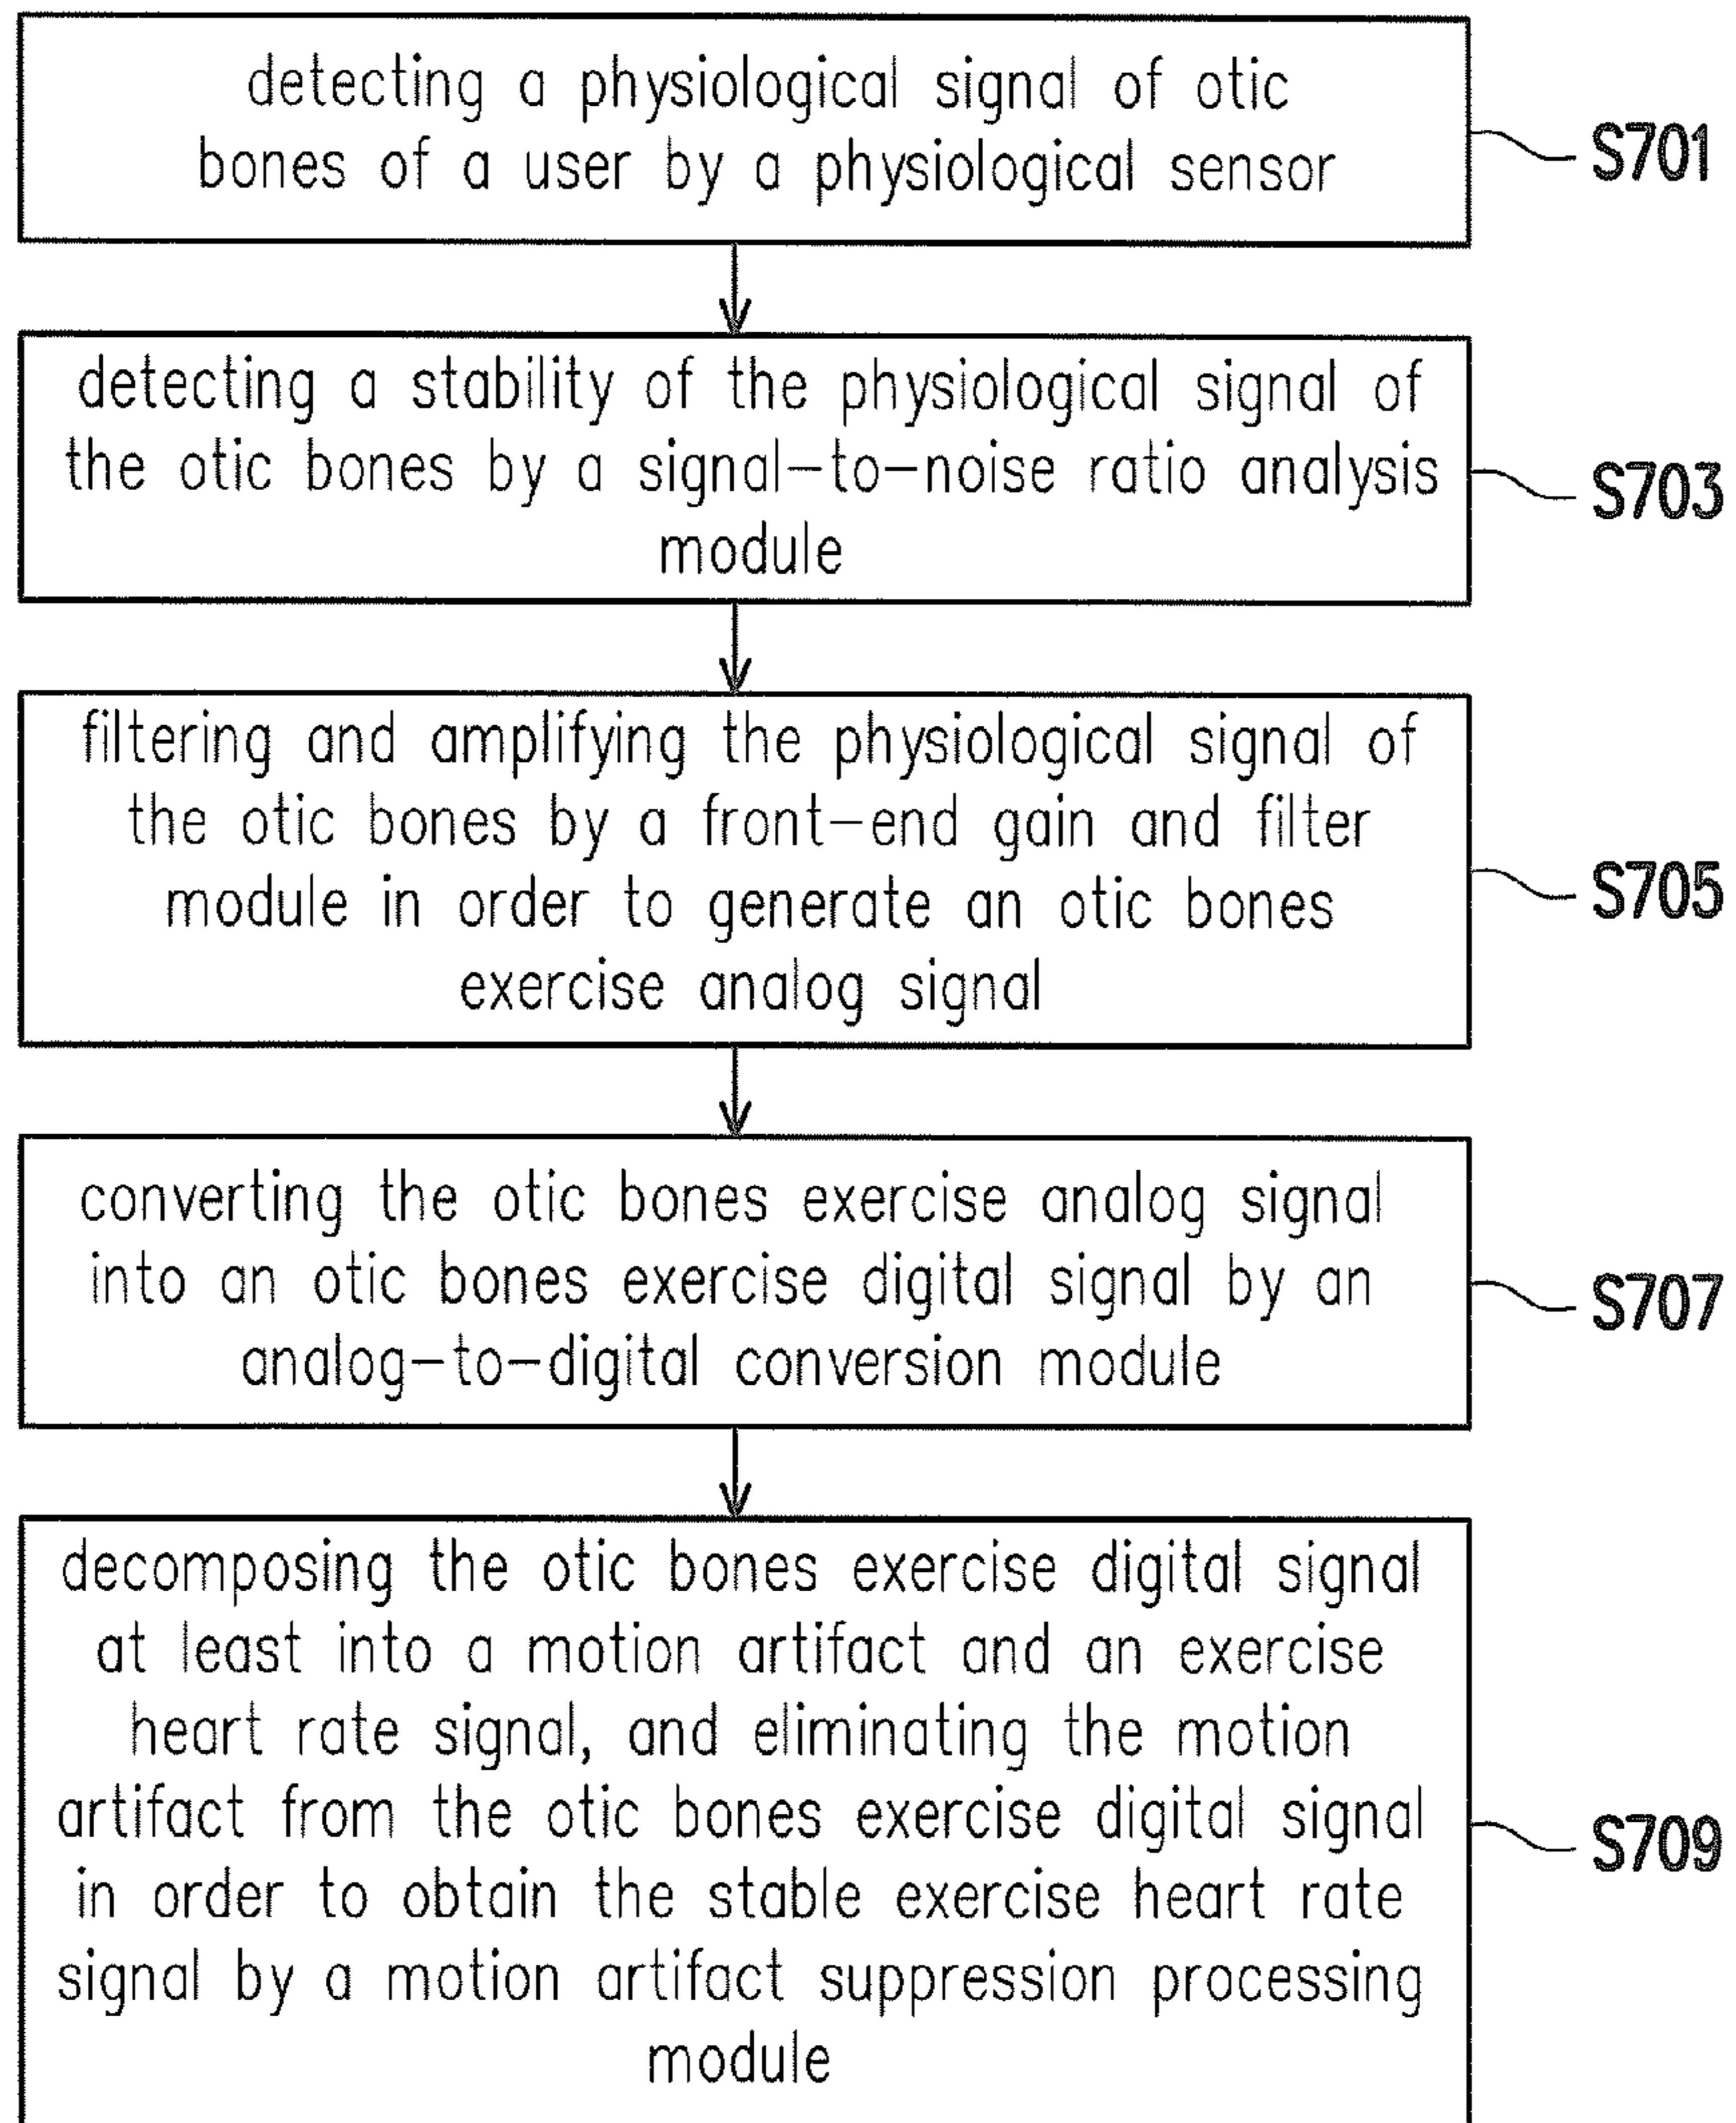 detecting a physiological signal of otic
bones of a user by a physiological sensor
S701
detecting a stability of the physiological signal of
the otic bones by a signal-to-noise ratio analysis
module
S703
filtering and amplifying the physiological signal of
the otic bones by a front-end gain and filter
module in order to generate an otic bones
exercise analog signal
S705
converting the otic bones exercise analog signal
into an otic bones exercise digital signal by an
analog-to-digital conversion module
S707
decomposing the otic bones exercise digital signal
at least into a motion artifact and an exercise
heart rate signal, and eliminating the motion
artifact from the otic bones exercise digital signal
in order to obtain the stable exercise heart rate
signal by a motion artifact suppression processing
module
S709